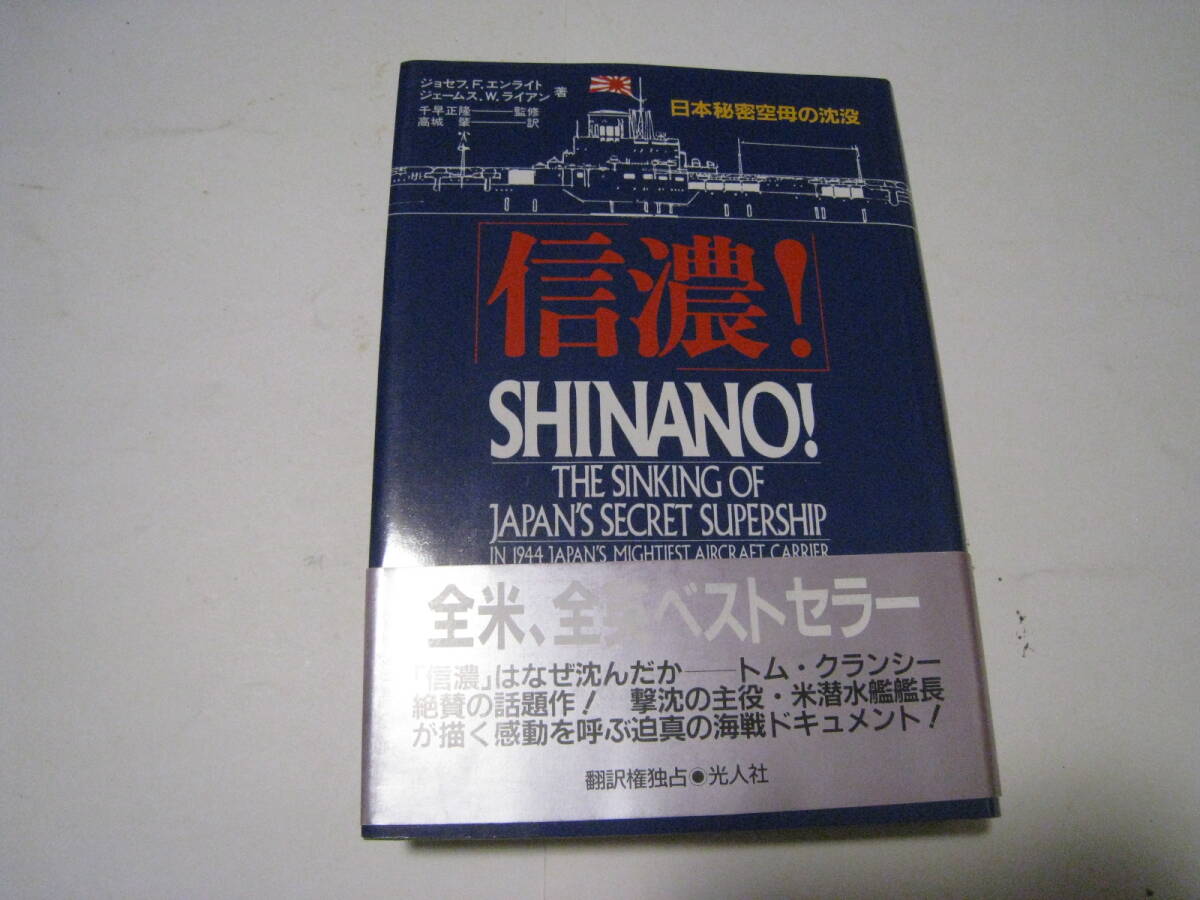 ジョセフ.F.エンライト
ジェームス.W.ライアン 著
千早正隆――監修
高城 肇――訳
日本秘密空母の沈没
「信濃!」
SHINANO!
THE SINKING OF
JAPAN'S SECRET SUPERSHIP
IN 1944 JAPAN'S MIGHTIEST AIRCRAFT CARRIER
全米、全英ベストセラー
「信濃」はなぜ沈んだか――トム・クランシー
絶賛の話題作! 撃沈の主役・米潜水艦艦長
が描く感動を呼ぶ迫真の海戦ドキュメント!
翻訳権独占●光人社